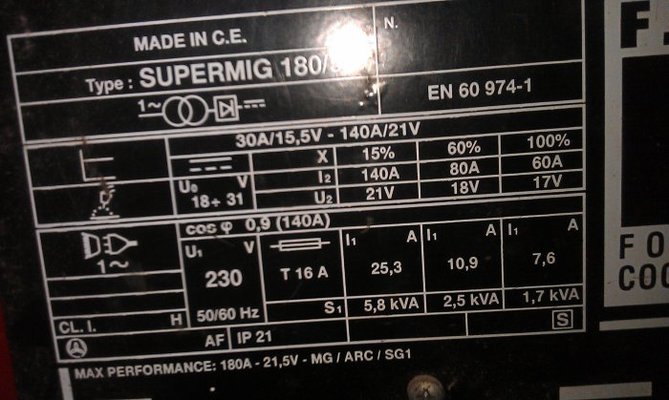 MADE IN C.E.
N.
Type : SUPERMIG 180/
1~
EN 60 974-1
30A/15,5V - 140A/21V
X 15% 60% 100%
U₀ V I₂ 140A 80A 60A
18÷31 U₂ 21V 18V 17V
cos φ 0,9 (140A)
1~ U₁ V I₁ A I₁ A I₁ A
230 T 16 A 25,3 10,9 7,6
50/60 Hz S₁ 5,8 kVA 2,5 kVA 1,7 kVA
CL. I. H
AF IP 21 S
MAX PERFORMANCE: 180A - 21,5V - MG / ARC / SG1
F.
F O
COO